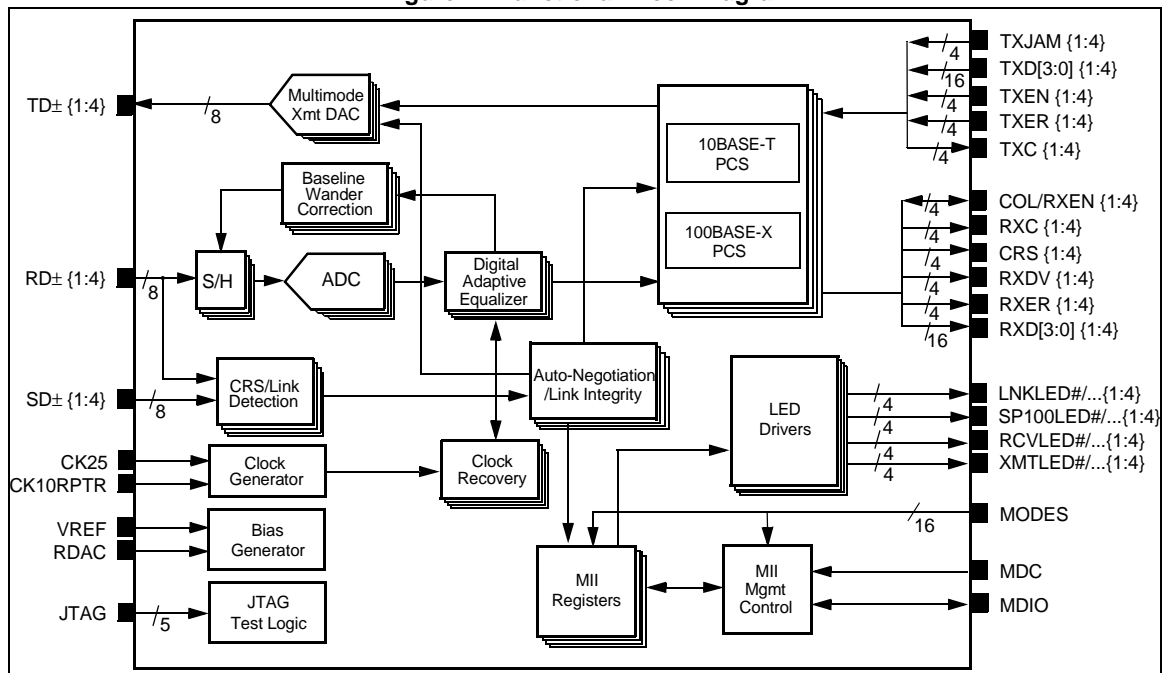 TXJAM {1:4}
4
TXD[3:0] {1:4}
16
TXEN {1:4}
4
TXER {1:4}
4
TXC {1:4}
4
TD± {1:4}
8
Multimode
Xmt DAC
10BASE-T
PCS
100BASE-X
PCS
Baseline
Wander
Correction
COL/RXEN {1:4}
4
RXC {1:4}
4
CRS {1:4}
4
RXDV {1:4}
4
RXER {1:4}
4
RXD[3:0] {1:4}
16
RD± {1:4}
8
S/H
ADC
Digital
Adaptive
Equalizer
SD± {1:4}
8
CRS/Link
Detection
Auto-Negotiation
/Link Integrity
LED
Drivers
LNKLED#/...{1:4}
4
SP100LED#/...{1:4}
4
RCVLED#/...{1:4}
4
XMTLED#/...{1:4}
4
CK25
CK10RPTR
Clock
Generator
Clock
Recovery
VREF
RDAC
Bias
Generator
MODES
16
JTAG
5
JTAG
Test Logic
MII
Registers
MII
Mgmt
Control
MDC
MDIO